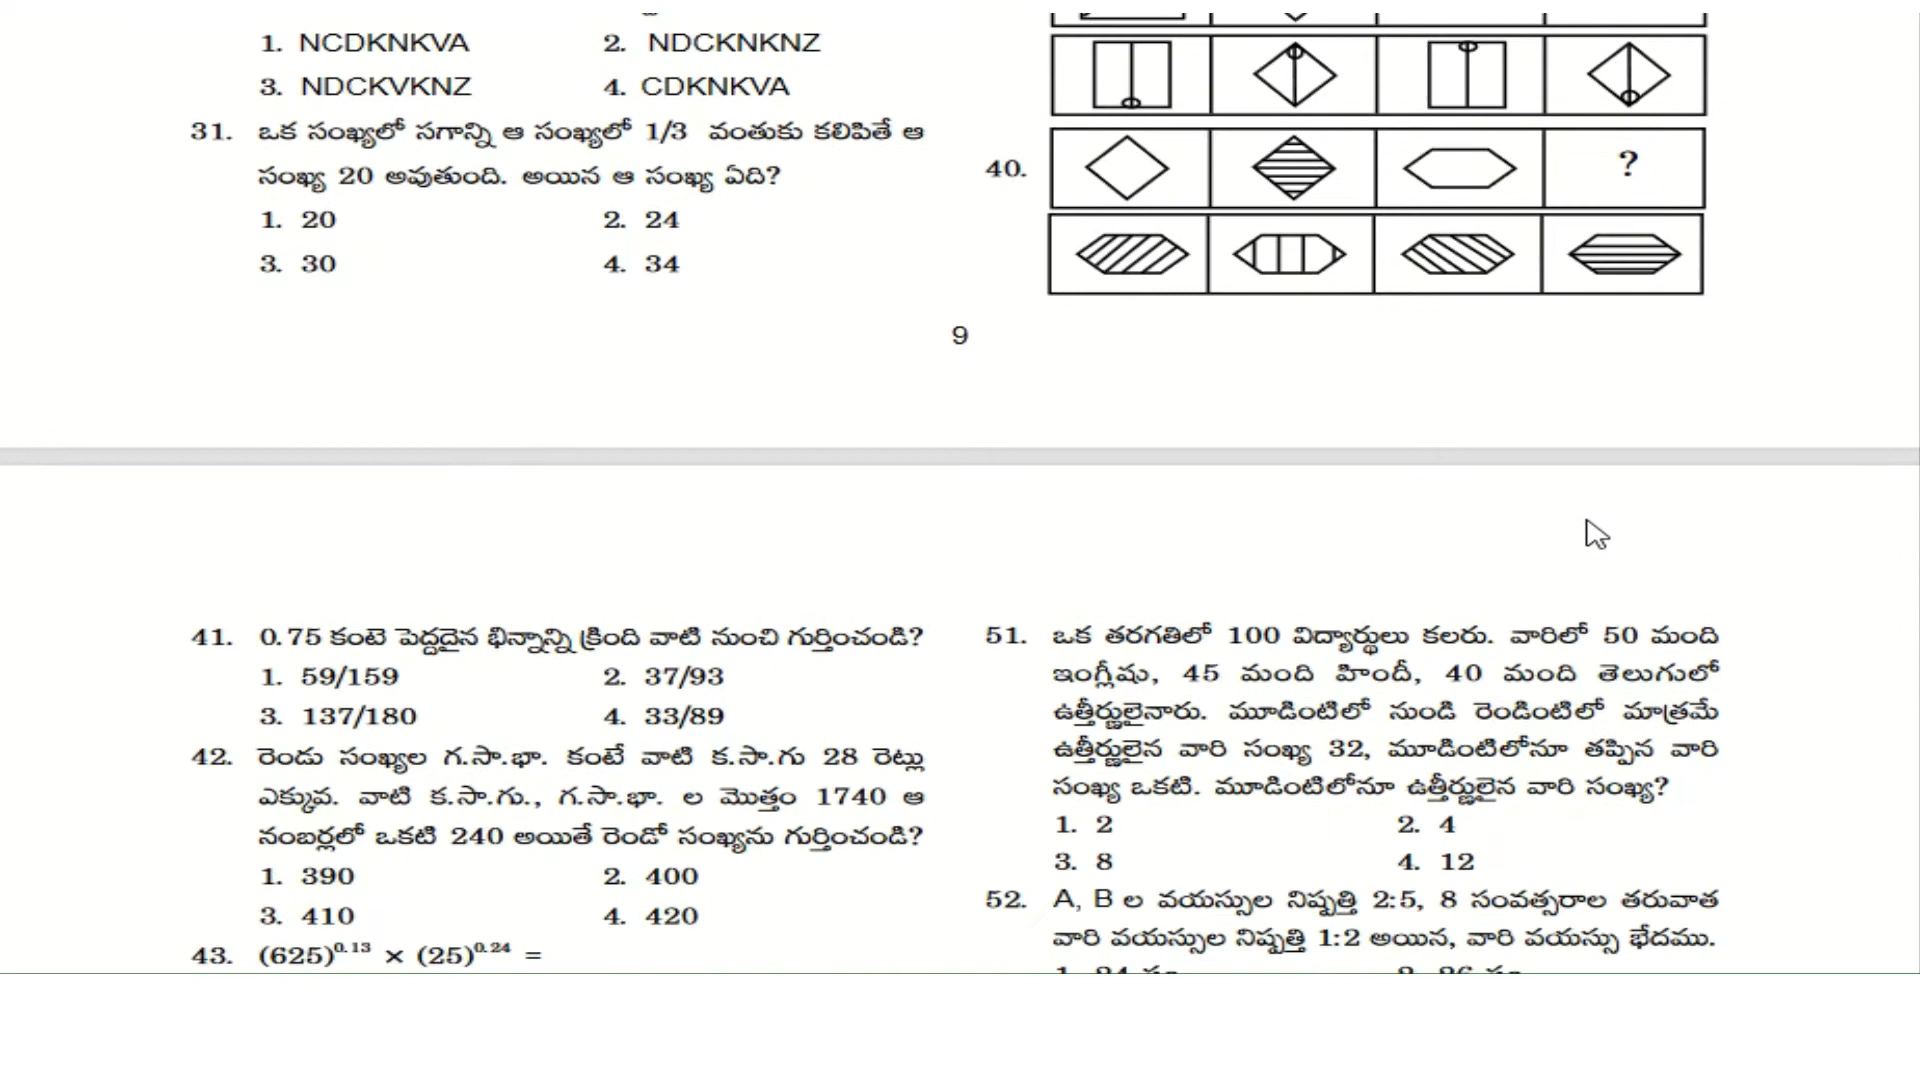 1. NCDKNKVA 2. NDCKNKNZ
3. NDCKVKNZ 4. CDKNKVA
31. ఒక సంఖ్యలో సగాన్ని ఆ సంఖ్యలో 1/3 వంతుకు కలిపితే ఆ
సంఖ్య 20 అవుతుంది. అయిన ఆ సంఖ్య ఏది?
1. 20 2. 24
3. 30 4. 34
40. ?
9
41. 0.75 కంటె పెద్దదైన భిన్నాన్ని క్రింది వాటి నుంచి గుర్తించండి?
1. 59/159 2. 37/93
3. 137/180 4. 33/89
42. రెండు సంఖ్యల గ.సా.భా. కంటే వాటి క.సా.గు 28 రెట్లు
ఎక్కువ. వాటి క.సా.గు., గ.సా.భా. ల మొత్తం 1740 ఆ
నంబర్లలో ఒకటి 240 అయితే రెండో సంఖ్యను గుర్తించండి?
1. 390 2. 400
3. 410 4. 420
43. (625)^0.13 × (25)^0.24 =
51. ఒక తరగతిలో 100 విద్యార్థులు కలరు. వారిలో 50 మంది
ఇంగ్లీషు, 45 మంది హిందీ, 40 మంది తెలుగులో
ఉత్తీర్ణులైనారు. మూడింటిలో నుండి రెండింటిలో మాత్రమే
ఉత్తీర్ణులైన వారి సంఖ్య 32, మూడింటిలోనూ తప్పిన వారి
సంఖ్య ఒకటి. మూడింటిలోనూ ఉత్తీర్ణులైన వారి సంఖ్య?
1. 2 2. 4
3. 8 4. 12
52. A, B ల వయస్సుల నిష్పత్తి 2:5, 8 సంవత్సరాల తరువాత
వారి వయస్సుల నిష్పత్తి 1:2 అయిన, వారి వయస్సు భేదము.